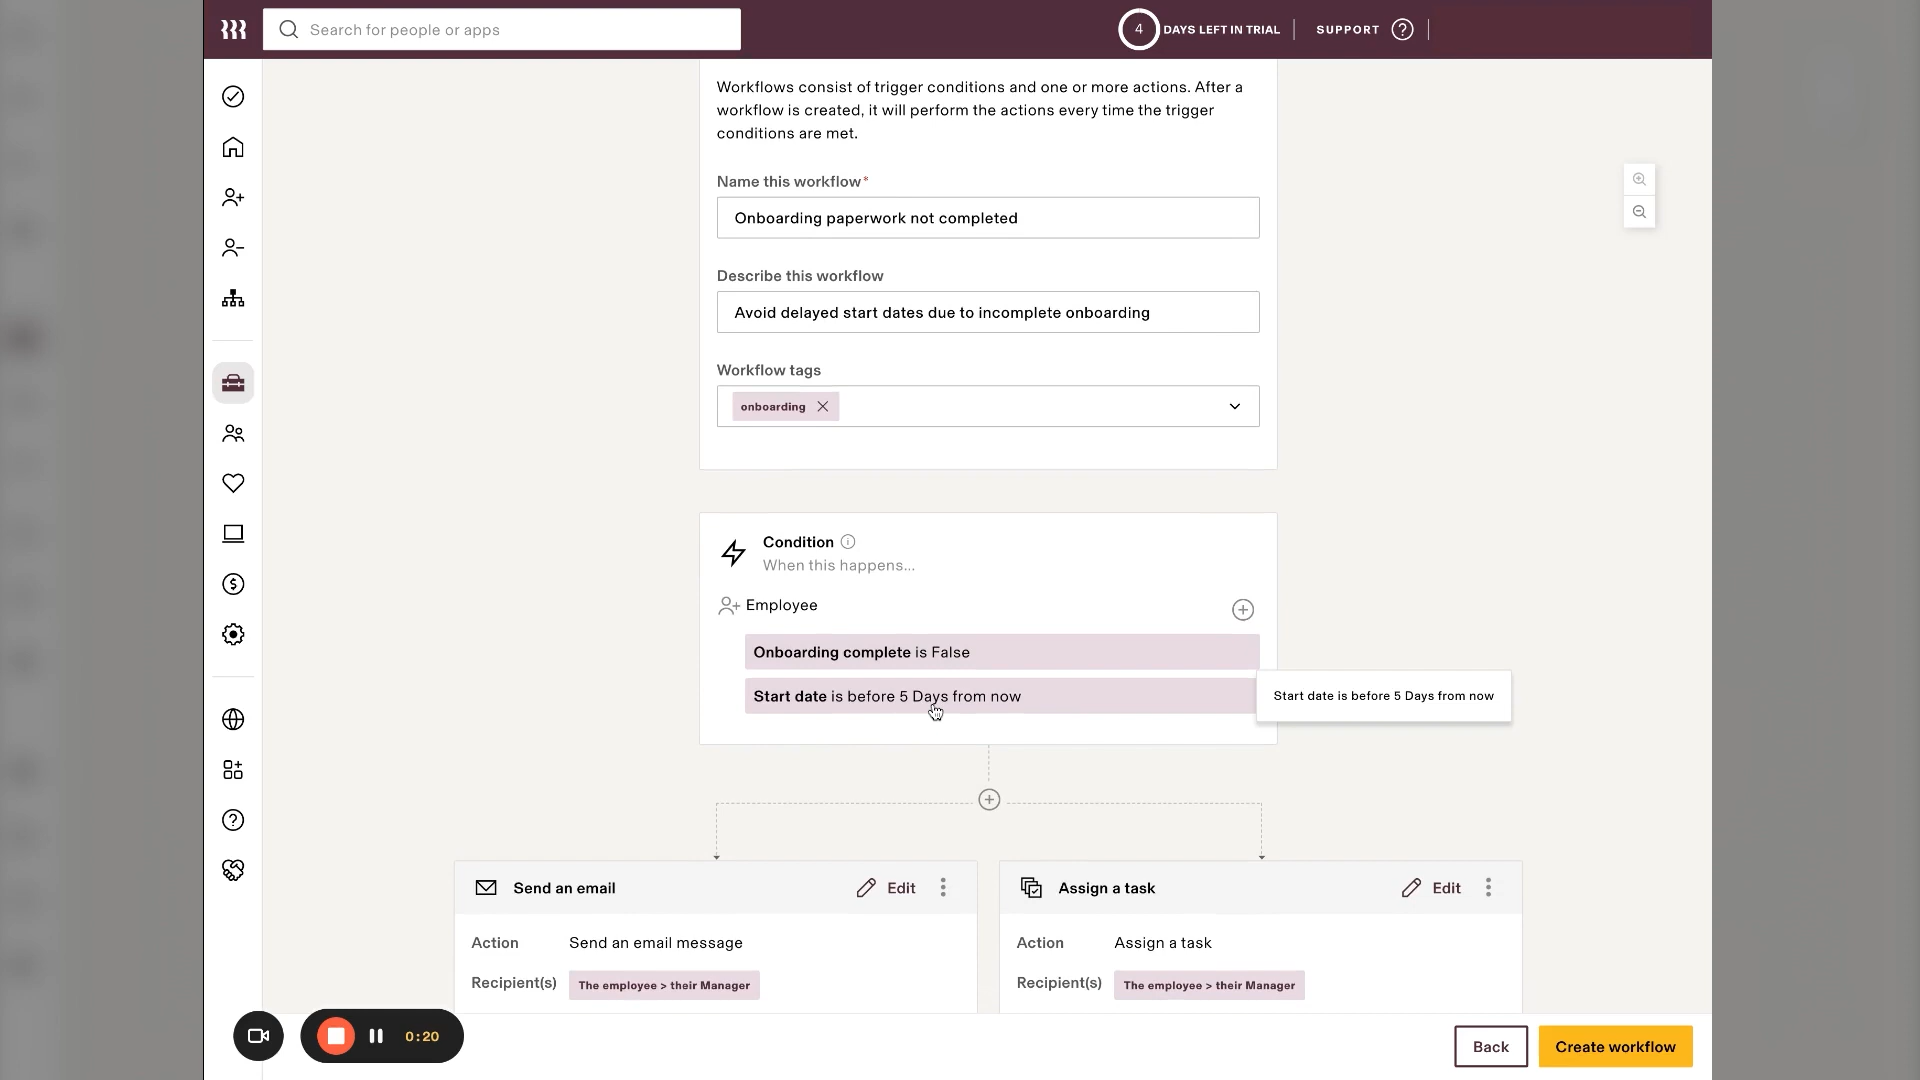 Search for people or apps
4 DAYS LEFT IN TRIAL
SUPPORT
Workflows consist of trigger conditions and one or more actions. After a
workflow is created, it will perform the actions every time the trigger
conditions are met.
Name this workflow*
Onboarding paperwork not completed
Describe this workflow
Avoid delayed start dates due to incomplete onboarding
Workflow tags
onboarding
Condition
When this happens...
Employee
Onboarding complete is False
Start date is before 5 Days from now
Start date is before 5 Days from now
Send an email
Edit
Action
Send an email message
Recipient(s)
The employee > their Manager
Assign a task
Edit
Action
Assign a task
Recipient(s)
The employee > their Manager
0:20
Back
Create workflow